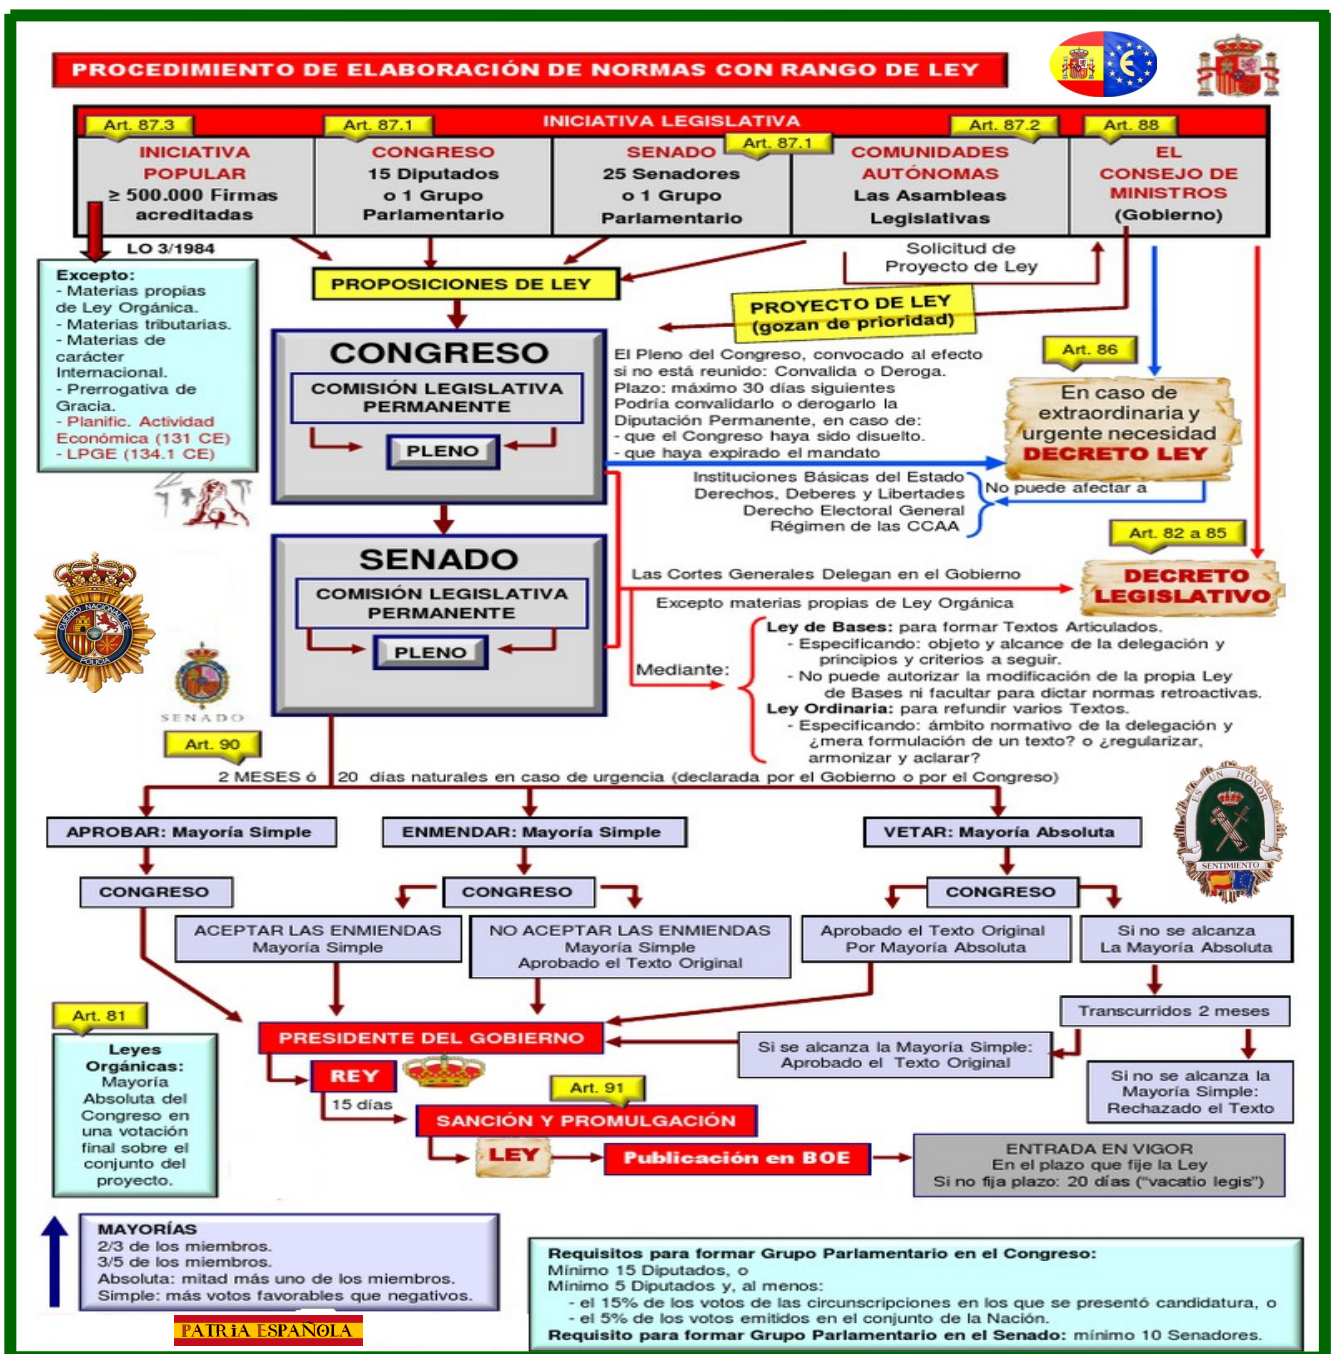 PROCEDIMIENTO DE ELABORACIÓN DE NORMAS CON RANGO DE LEY
INICIATIVA LEGISLATIVA
Art. 87.3
INICIATIVA
POPULAR
≥ 500.000 Firmas
acreditadas
Art. 87.1
CONGRESO
15 Diputados
o 1 Grupo
Parlamentario
Art. 87.1
SENADO
25 Senadores
o 1 Grupo
Parlamentario
Art. 87.2
COMUNIDADES
AUTÓNOMAS
Las Asambleas
Legislativas
Art. 88
EL
CONSEJO DE
MINISTROS
(Gobierno)
LO 3/1984
Excepto:
- Materias propias
de Ley Orgánica.
- Materias tributarias.
- Materias de
carácter
Internacional.
- Prerrogativa de
Gracia.
- Planific. Actividad
Económica (131 CE)
- LPGE (134.1 CE)
PROPOSICIONES DE LEY
Solicitud de
Proyecto de Ley
PROYECTO DE LEY
(gozan de prioridad)
CONGRESO
COMISIÓN LEGISLATIVA
PERMANENTE
PLENO
El Pleno del Congreso, convocado al efecto
si no está reunido: Convalida o Deroga.
Plazo: máximo 30 días siguientes
Podría convalidarlo o derogarlo la
Diputación Permanente, en caso de:
- que el Congreso haya sido disuelto.
- que haya expirado el mandato
Art. 86
En caso de
extraordinaria y
urgente necesidad
DECRETO LEY
No puede afectar a
Instituciones Básicas del Estado
Derechos, Deberes y Libertades
Derecho Electoral General
Régimen de las CCAA
SENADO
COMISIÓN LEGISLATIVA
PERMANENTE
PLENO
Art. 82 a 85
DECRETO
LEGISLATIVO
Las Cortes Generales Delegan en el Gobierno
Excepto materias propias de Ley Orgánica
Mediante:
Ley de Bases: para formar Textos Articulados.
- Especificando: objeto y alcance de la delegación y
principios y criterios a seguir.
- No puede autorizar la modificación de la propia Ley
de Bases ni facultar para dictar normas retroactivas.
Ley Ordinaria: para refundir varios Textos.
- Especificando: ámbito normativo de la delegación y
¿mera formulación de un texto? o ¿regularizar,
armonizar y aclarar?
CUERPO NACIONAL DE
POLICIA
SENADO
Art. 90
2 MESES ó 20 días naturales en caso de urgencia (declarada por el Gobierno o por el Congreso)
ES UN HONOR
SENTIMIENTO
APROBAR: Mayoría Simple
ENMENDAR: Mayoría Simple
VETAR: Mayoría Absoluta
CONGRESO
CONGRESO
CONGRESO
ACEPTAR LAS ENMIENDAS
Mayoría Simple
NO ACEPTAR LAS ENMIENDAS
Mayoría Simple
Aprobado el Texto Original
Aprobado el Texto Original
Por Mayoría Absoluta
Si no se alcanza
La Mayoría Absoluta
Transcurridos 2 meses
Si se alcanza la Mayoría Simple:
Aprobado el Texto Original
Si no se alcanza la
Mayoría Simple:
Rechazado el Texto
Art. 81
Leyes
Orgánicas:
Mayoría
Absoluta del
Congreso en
una votación
final sobre el
conjunto del
proyecto.
PRESIDENTE DEL GOBIERNO
REY
15 días
Art. 91
SANCIÓN Y PROMULGACIÓN
LEY
Publicación en BOE
ENTRADA EN VIGOR
En el plazo que fije la Ley
Si no fija plazo: 20 días ("vacatio legis")
MAYORÍAS
2/3 de los miembros.
3/5 de los miembros.
Absoluta: mitad más uno de los miembros.
Simple: más votos favorables que negativos.
Requisitos para formar Grupo Parlamentario en el Congreso:
Mínimo 15 Diputados, o
Mínimo 5 Diputados y, al menos:
- el 15% de los votos de las circunscripciones en los que se presentó candidatura, o
- el 5% de los votos emitidos en el conjunto de la Nación.
Requisito para formar Grupo Parlamentario en el Senado: mínimo 10 Senadores.
PATRiA ESPAÑOLA